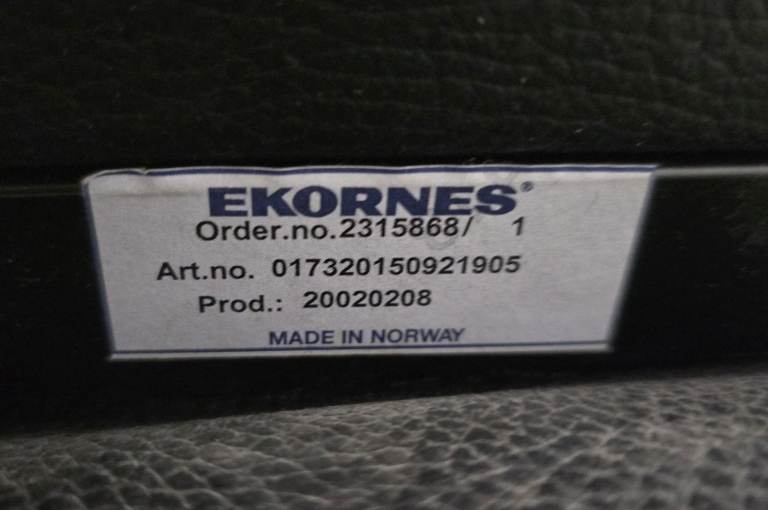 EKORNES®
Order.no.2315868/ 1
Art.no. 017320150921905
Prod.: 20020208
MADE IN NORWAY